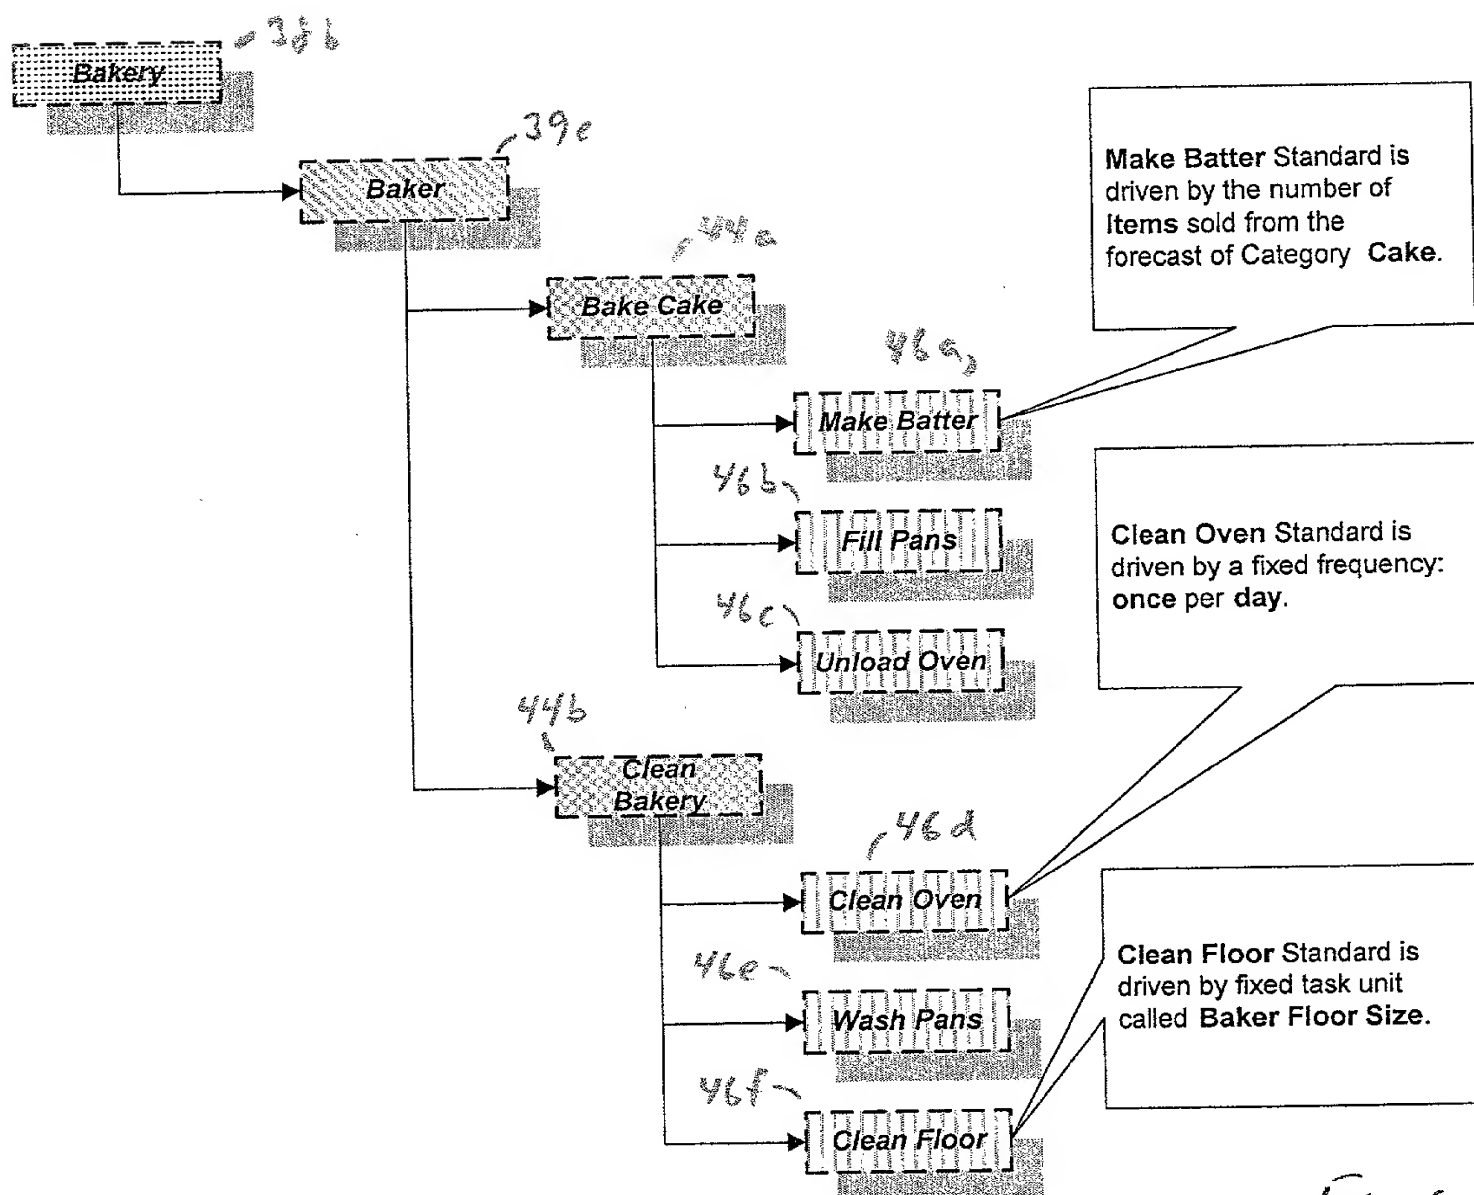 38b
Bakery
39e
Baker
44a
Bake Cake
46a
Make Batter
46b
Fill Pans
46c
Unload Oven
44b
Clean
Bakery
46d
Clean Oven
46e
Wash Pans
46f
Clean Floor
Make Batter Standard is
driven by the number of
Items sold from the
forecast of Category Cake.
Clean Oven Standard is
driven by a fixed frequency:
once per day.
Clean Floor Standard is
driven by fixed task unit
called Baker Floor Size.